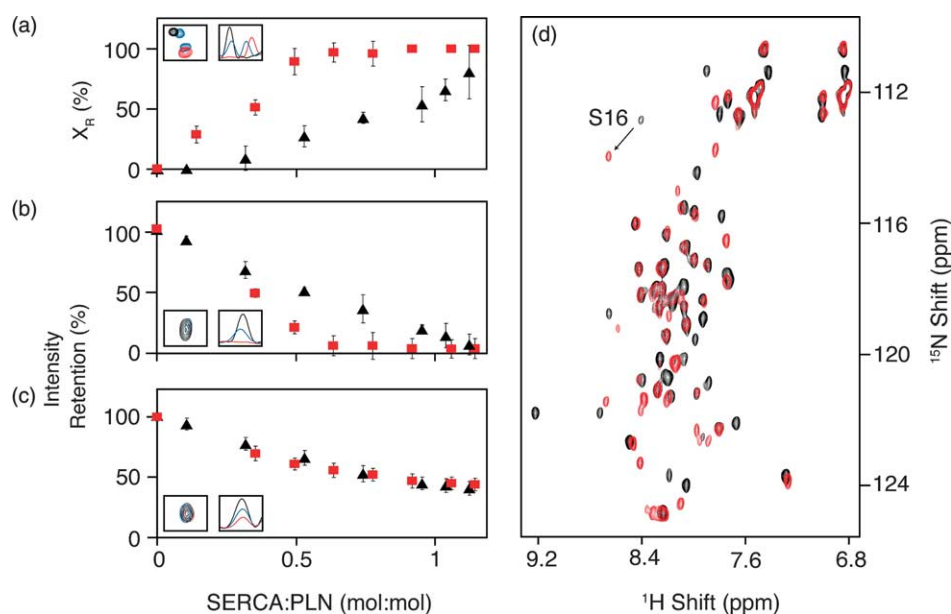 (a)
100
50
0
X_R (%)
(b)
100
50
0
(c)
100
50
0
Intensity
Retention (%)
0 0.5 1
SERCA:PLN (mol:mol)
(d)
S16
112
116
120
124
¹⁵N Shift (ppm)
9.2 8.4 7.6 6.8
¹H Shift (ppm)